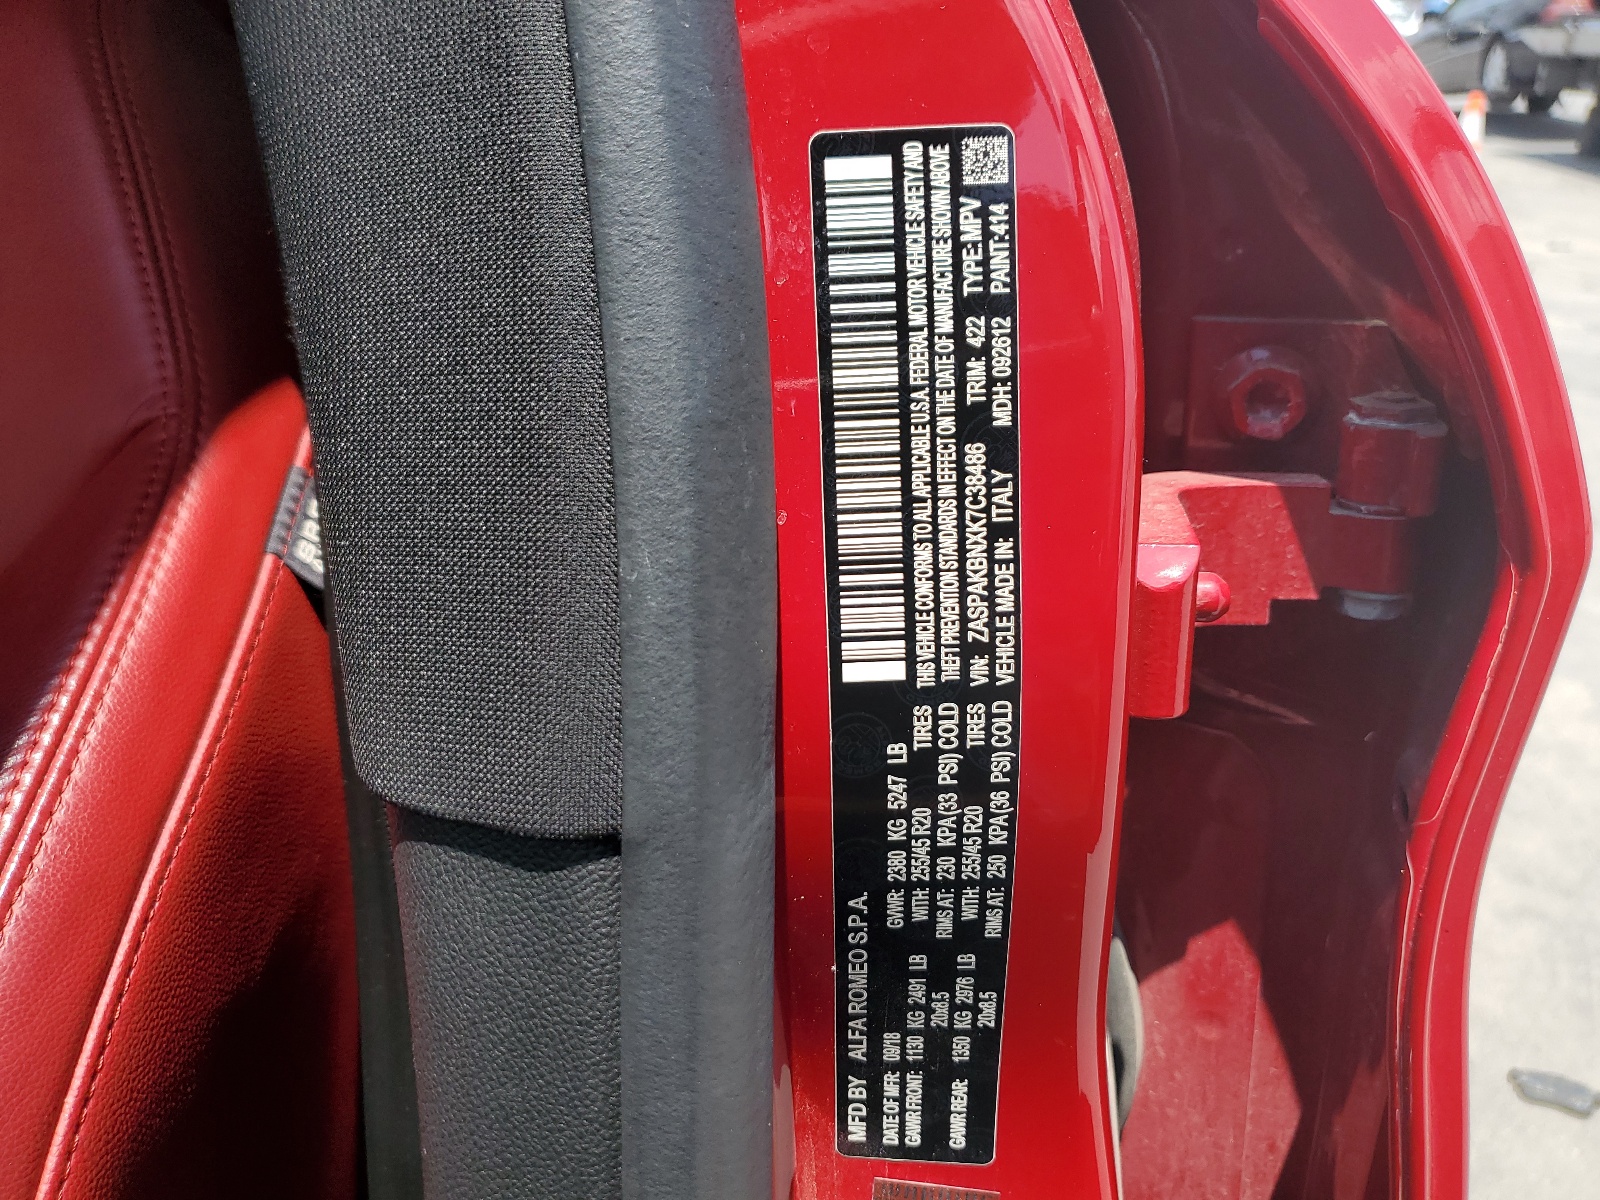 MFD BY ALFA ROMEO S.P.A.
DATE OF MFR: 09/18 GVWR: 2380 KG 5247 LB
GAWR FRONT: 1130 KG 2491 LB WITH: 255/45 R20 TIRES
20x8.5 RIMS AT: 230 KPA(33 PSI) COLD
GAWR REAR: 1350 KG 2976 LB WITH: 255/45 R20 TIRES
20x8.5 RIMS AT: 250 KPA(36 PSI) COLD
THIS VEHICLE CONFORMS TO ALL APPLICABLE U.S.A. FEDERAL MOTOR VEHICLE SAFETY AND
THEFT PREVENTION STANDARDS IN EFFECT ON THE DATE OF MANUFACTURE SHOWN ABOVE
VIN: ZASPAKBNXK7C38486 TRIM: 422 TYPE:MPV
VEHICLE MADE IN: ITALY MDH: 092612 PAINT:414